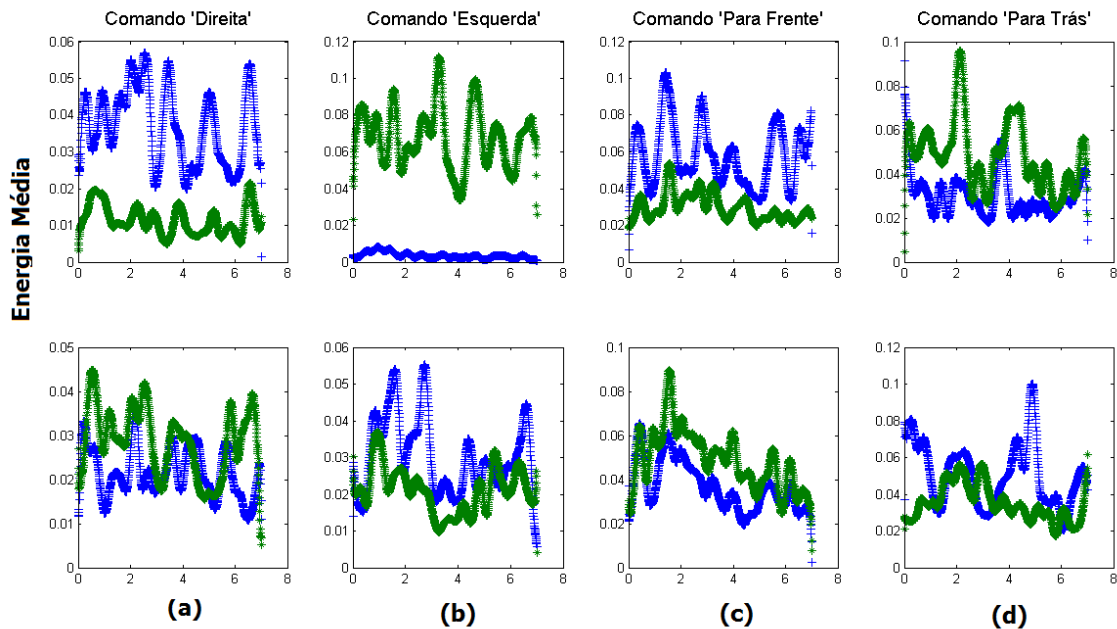 Comando 'Direita' Comando 'Esquerda' Comando 'Para Frente' Comando 'Para Trás'
0.06 0.12 0.12 0.1
0.05 0.1 0.1 0.08
0.04 0.08 0.08 0.06
0.03 0.06 0.06 0.04
0.02 0.04 0.04 0.02
0.01 0.02 0.02 0
0 0 0
0 2 4 6 8 0 2 4 6 8 0 2 4 6 8 0 2 4 6 8
Energia Média
0.05 0.06 0.1 0.12
0.04 0.05 0.08 0.1
0.03 0.04 0.06 0.08
0.02 0.03 0.04 0.06
0.01 0.02 0.02 0.04
0 0.01 0 0.02
0 0
0 2 4 6 8 0 2 4 6 8 0 2 4 6 8 0 2 4 6 8
(a) (b) (c) (d)